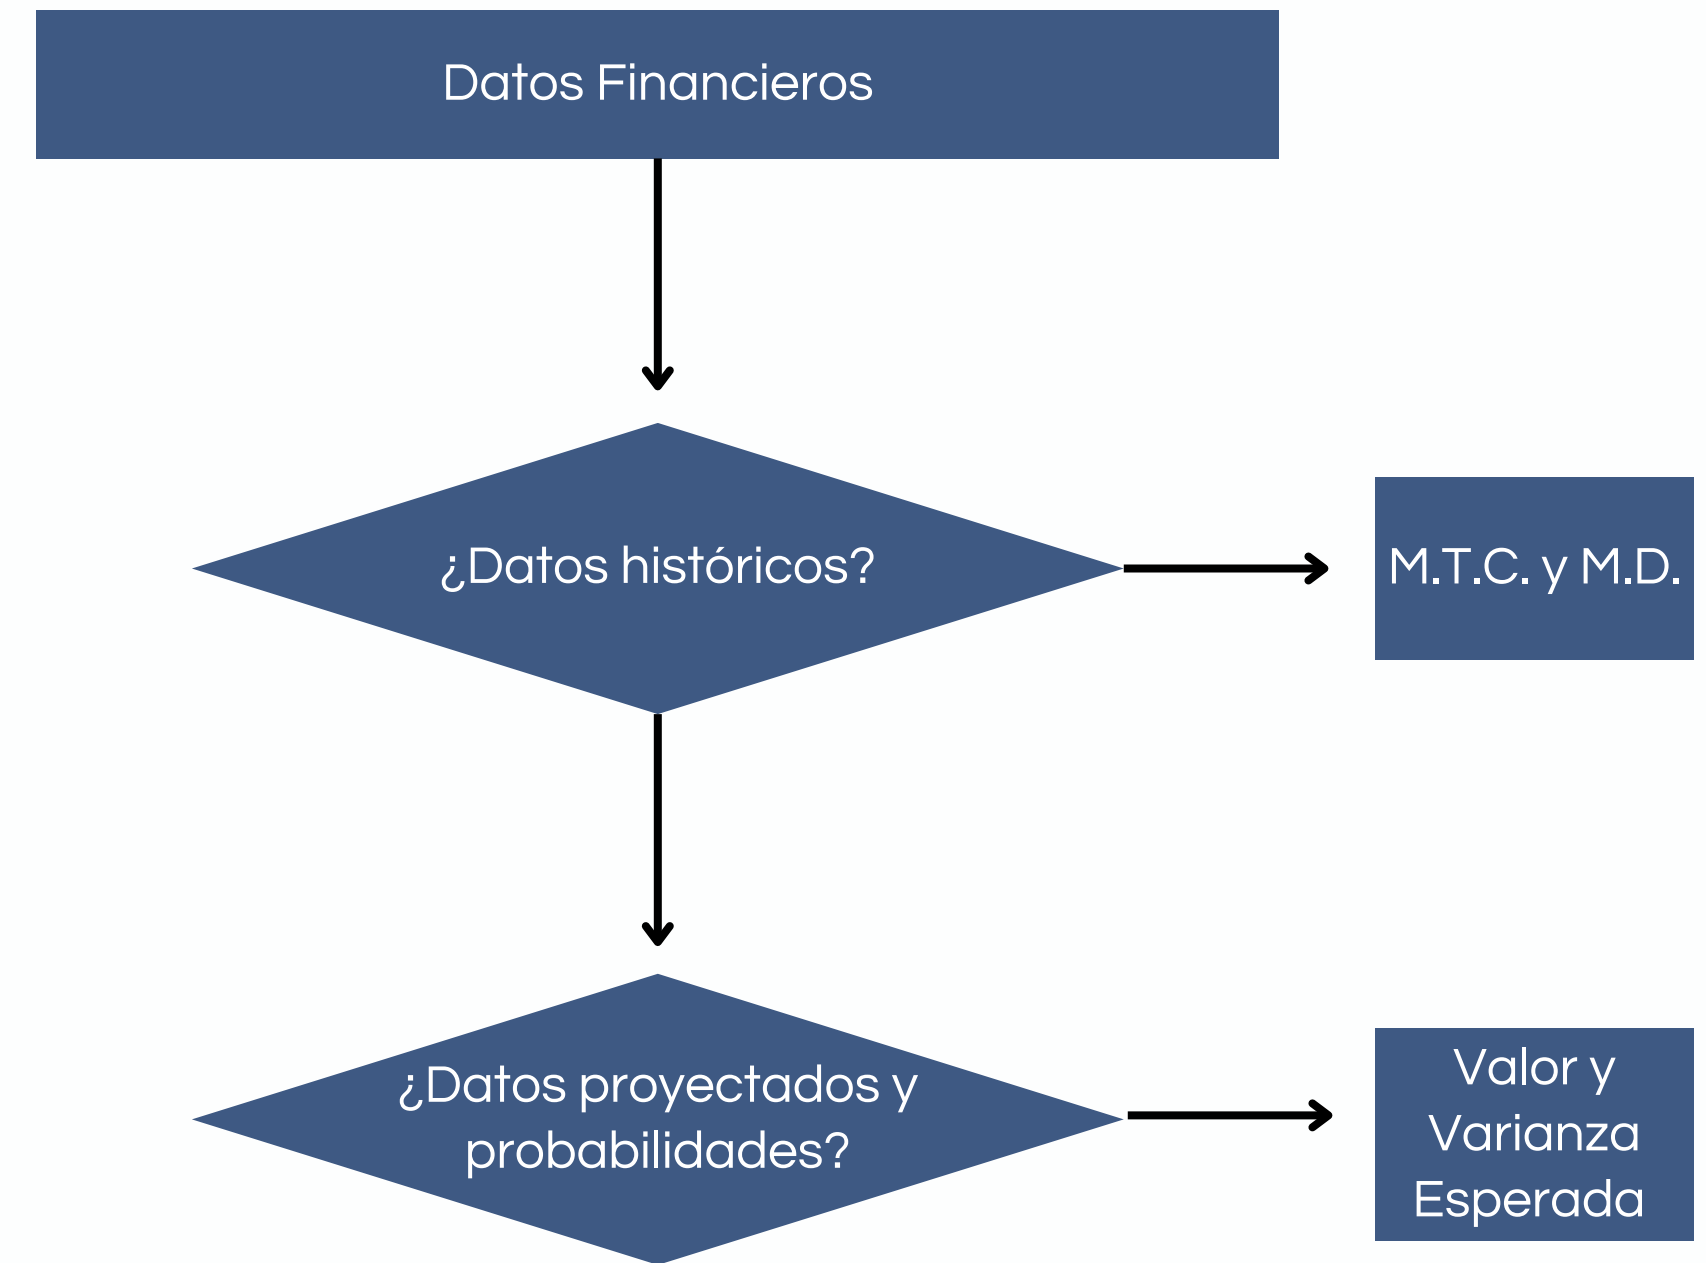 Datos Financieros
¿Datos históricos?
M.T.C. y M.D.
¿Datos proyectados y
probabilidades?
Valor y
Varianza
Esperada